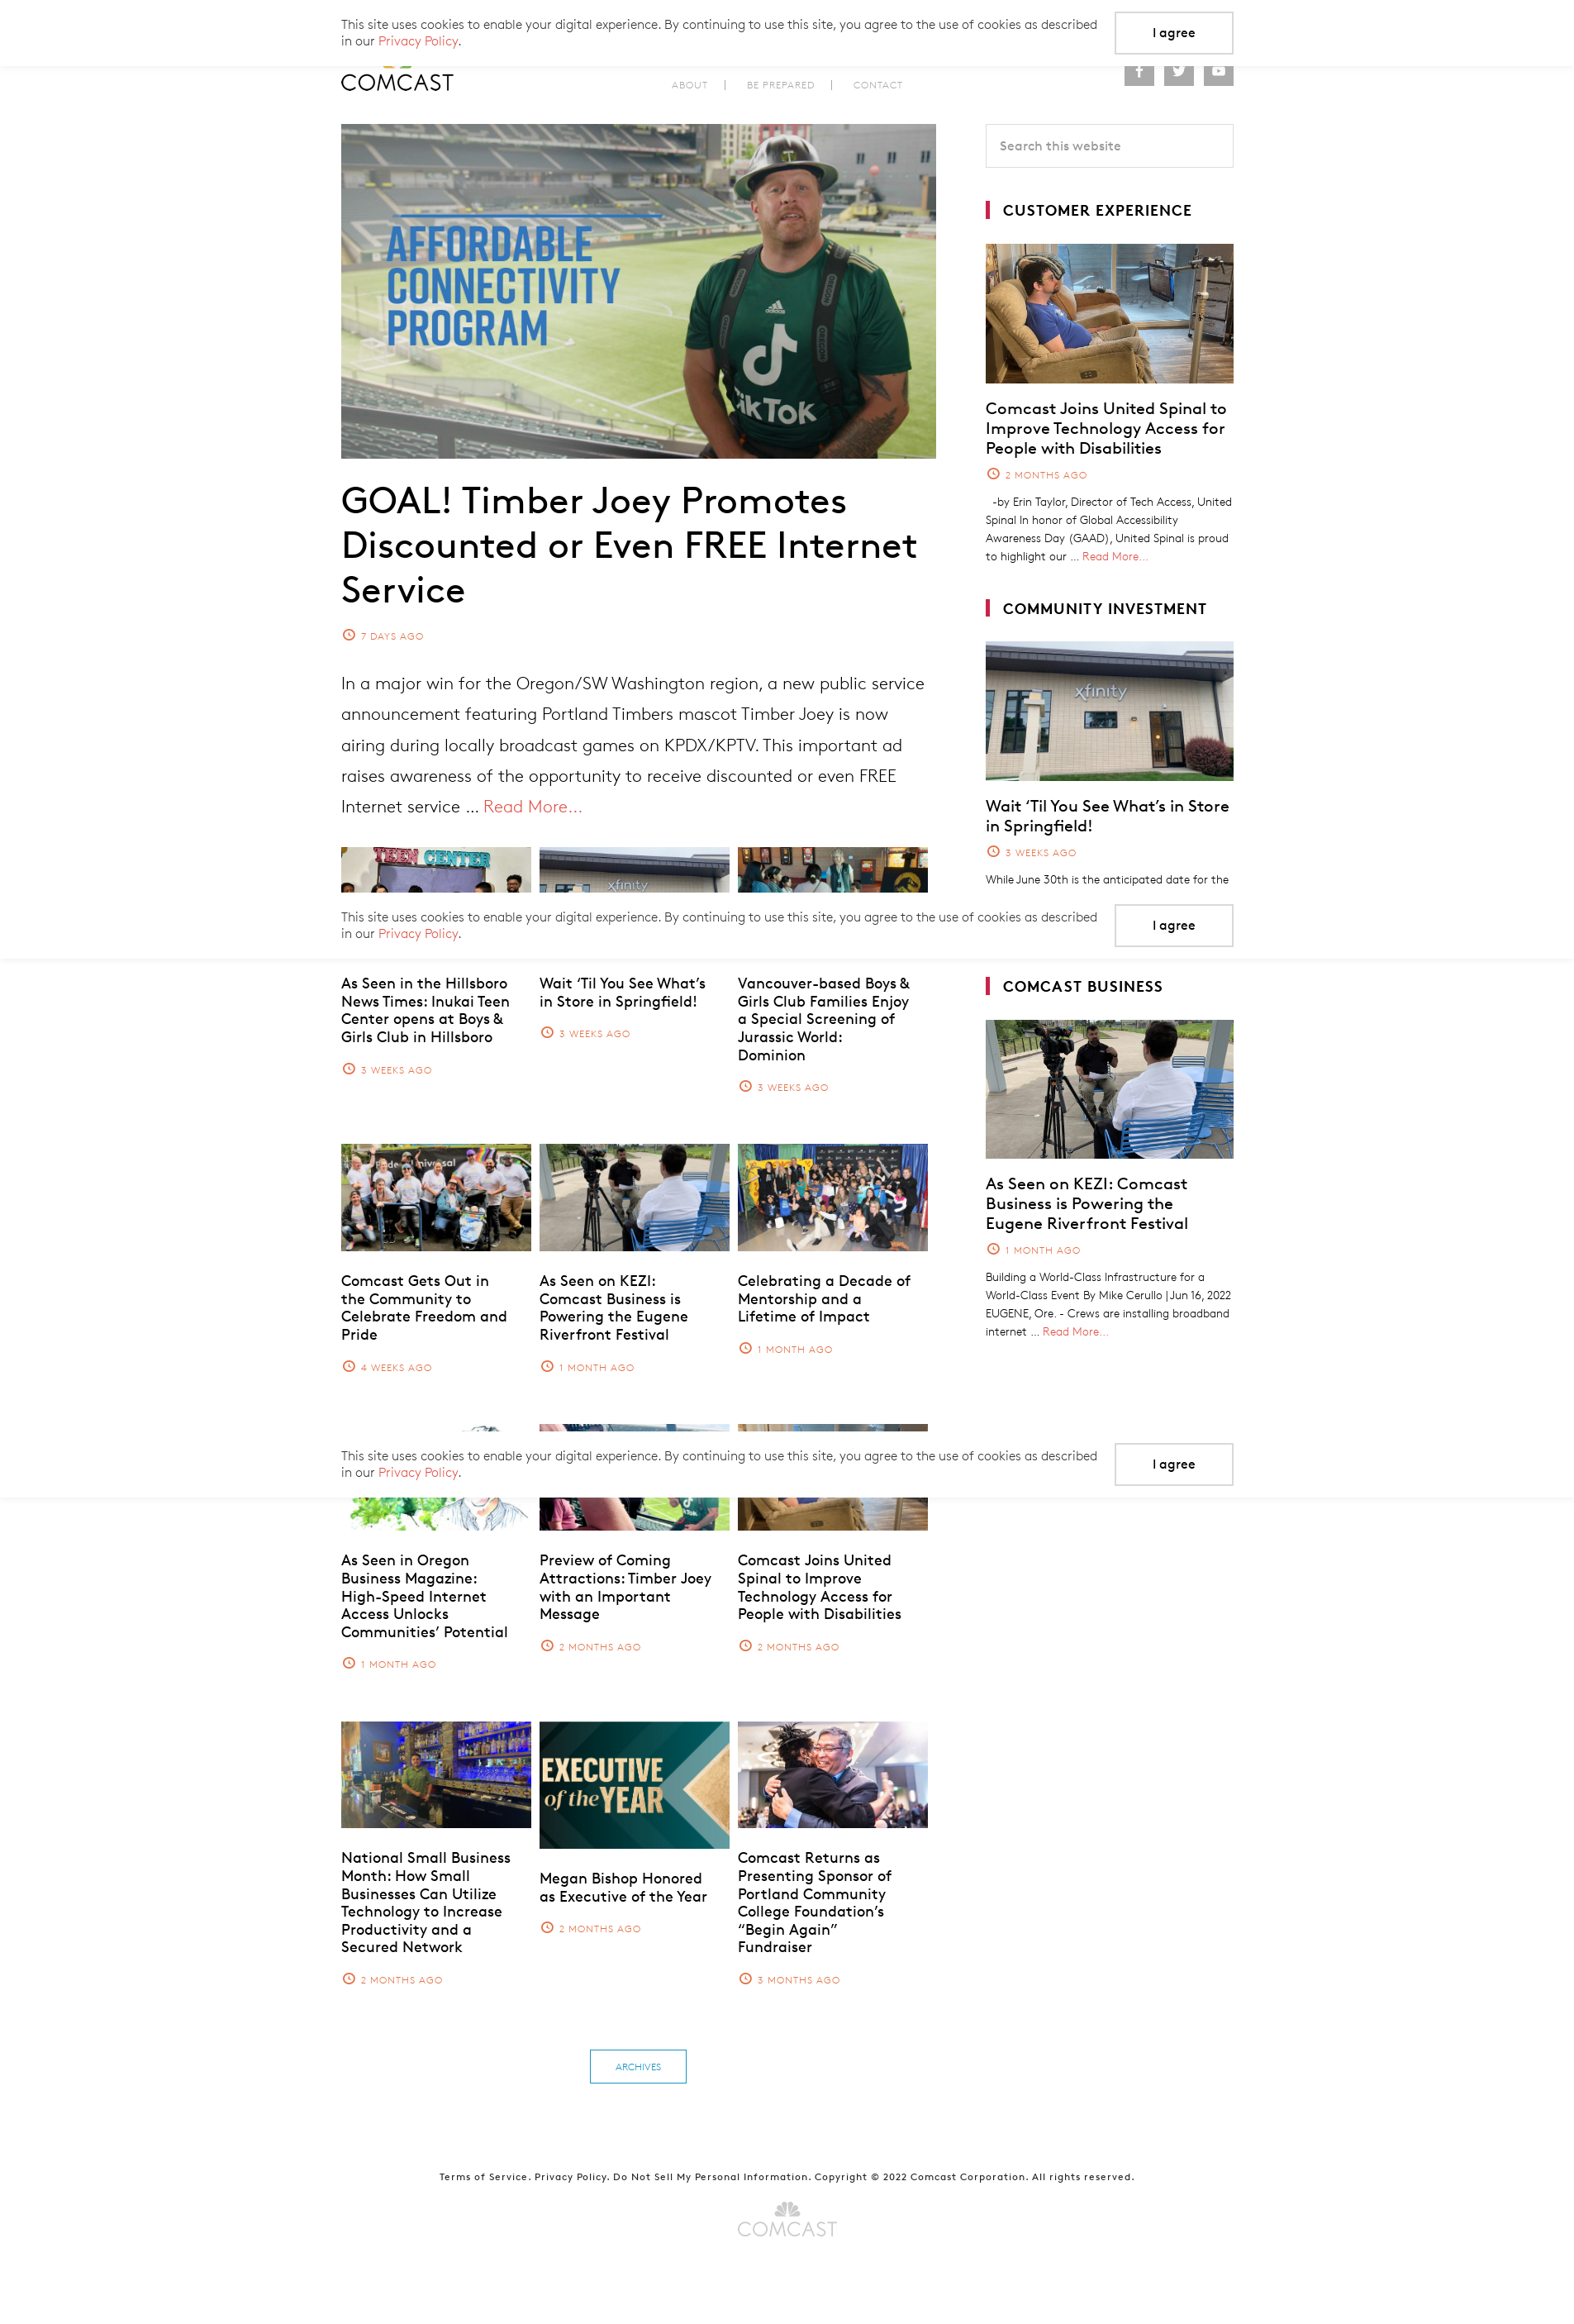 This site uses cookies to enable your digital experience. By continuing to use this site, you agree to the use of cookies as described
in our Privacy Policy.
I agree
COMCAST
ABOUT
BE PREPARED
CONTACT
AFFORDABLE
CONNECTIVITY
PROGRAM
adidas
TikTok
GOAL! Timber Joey Promotes
Discounted or Even FREE Internet
Service
7 DAYS AGO
In a major win for the Oregon/SW Washington region, a new public service
announcement featuring Portland Timbers mascot Timber Joey is now
airing during locally broadcast games on KPDX/KPTV. This important ad
raises awareness of the opportunity to receive discounted or even FREE
Internet service ... Read More...
Search this website
CUSTOMER EXPERIENCE
Comcast Joins United Spinal to
Improve Technology Access for
People with Disabilities
2 MONTHS AGO
-by Erin Taylor, Director of Tech Access, United
Spinal In honor of Global Accessibility
Awareness Day (GAAD), United Spinal is proud
to highlight our ... Read More...
COMMUNITY INVESTMENT
xfinity
Wait ‘Til You See What’s in Store
in Springfield!
3 WEEKS AGO
While June 30th is the anticipated date for the
TEEN CENTER
xfinity
This site uses cookies to enable your digital experience. By continuing to use this site, you agree to the use of cookies as described
in our Privacy Policy.
I agree
As Seen in the Hillsboro
News Times: Inukai Teen
Center opens at Boys &
Girls Club in Hillsboro
3 WEEKS AGO
Wait ‘Til You See What’s
in Store in Springfield!
3 WEEKS AGO
Vancouver-based Boys &
Girls Club Families Enjoy
a Special Screening of
Jurassic World:
Dominion
3 WEEKS AGO
COMCAST BUSINESS
As Seen on KEZI: Comcast
Business is Powering the
Eugene Riverfront Festival
1 MONTH AGO
Building a World-Class Infrastructure for a
World-Class Event By Mike Cerullo | Jun 16, 2022
EUGENE, Ore. - Crews are installing broadband
internet ... Read More...
Comcast Gets Out in
the Community to
Celebrate Freedom and
Pride
4 WEEKS AGO
As Seen on KEZI:
Comcast Business is
Powering the Eugene
Riverfront Festival
1 MONTH AGO
Celebrating a Decade of
Mentorship and a
Lifetime of Impact
1 MONTH AGO
This site uses cookies to enable your digital experience. By continuing to use this site, you agree to the use of cookies as described
in our Privacy Policy.
I agree
TikTok
As Seen in Oregon
Business Magazine:
High-Speed Internet
Access Unlocks
Communities’ Potential
1 MONTH AGO
Preview of Coming
Attractions: Timber Joey
with an Important
Message
2 MONTHS AGO
Comcast Joins United
Spinal to Improve
Technology Access for
People with Disabilities
2 MONTHS AGO
National Small Business
Month: How Small
Businesses Can Utilize
Technology to Increase
Productivity and a
Secured Network
2 MONTHS AGO
EXECUTIVE
of the YEAR
Megan Bishop Honored
as Executive of the Year
2 MONTHS AGO
Comcast Returns as
Presenting Sponsor of
Portland Community
College Foundation’s
“Begin Again”
Fundraiser
3 MONTHS AGO
ARCHIVES
Terms of Service. Privacy Policy. Do Not Sell My Personal Information. Copyright © 2022 Comcast Corporation. All rights reserved.
COMCAST